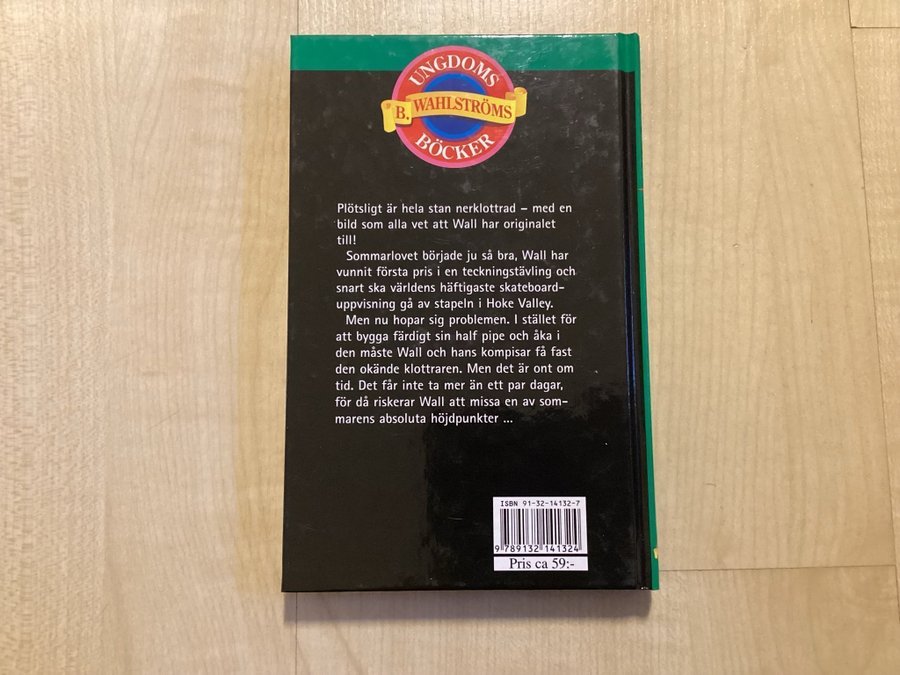 UNGDOMS
B. WAHLSTRÖMS
BÖCKER
Plötsligt är hela stan nerklottrad – med en
bild som alla vet att Wall har originalet
till!
Sommarlovet började ju så bra, Wall har
vunnit första pris i en teckningstävling och
snart ska världens häftigaste skateboard-
uppvisning gå av stapeln i Hoke Valley.
Men nu hopar sig problemen. I stället för
att bygga färdigt sin half pipe och åka i
den måste Wall och hans kompisar få fast
den okände klottraren. Men det är ont om
tid. Det får inte ta mer än ett par dagar,
för då riskerar Wall att missa en av som-
marens absoluta höjdpunkter ...
ISBN 91-32-14132-7
9 789132 141324
Pris ca 59:-